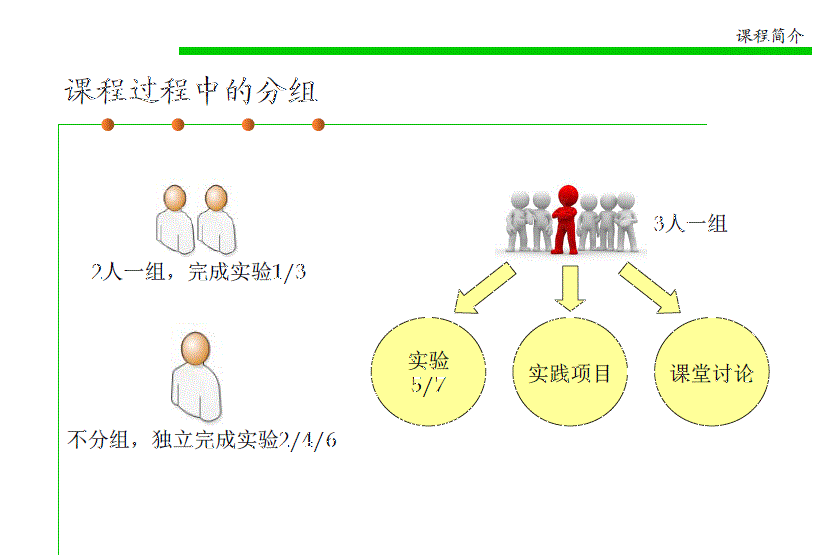 课程简介
课程过程中的分组
2人一组，完成实验1/3
不分组，独立完成实验2/4/6
3人一组
实验
5/7
实践项目
课堂讨论